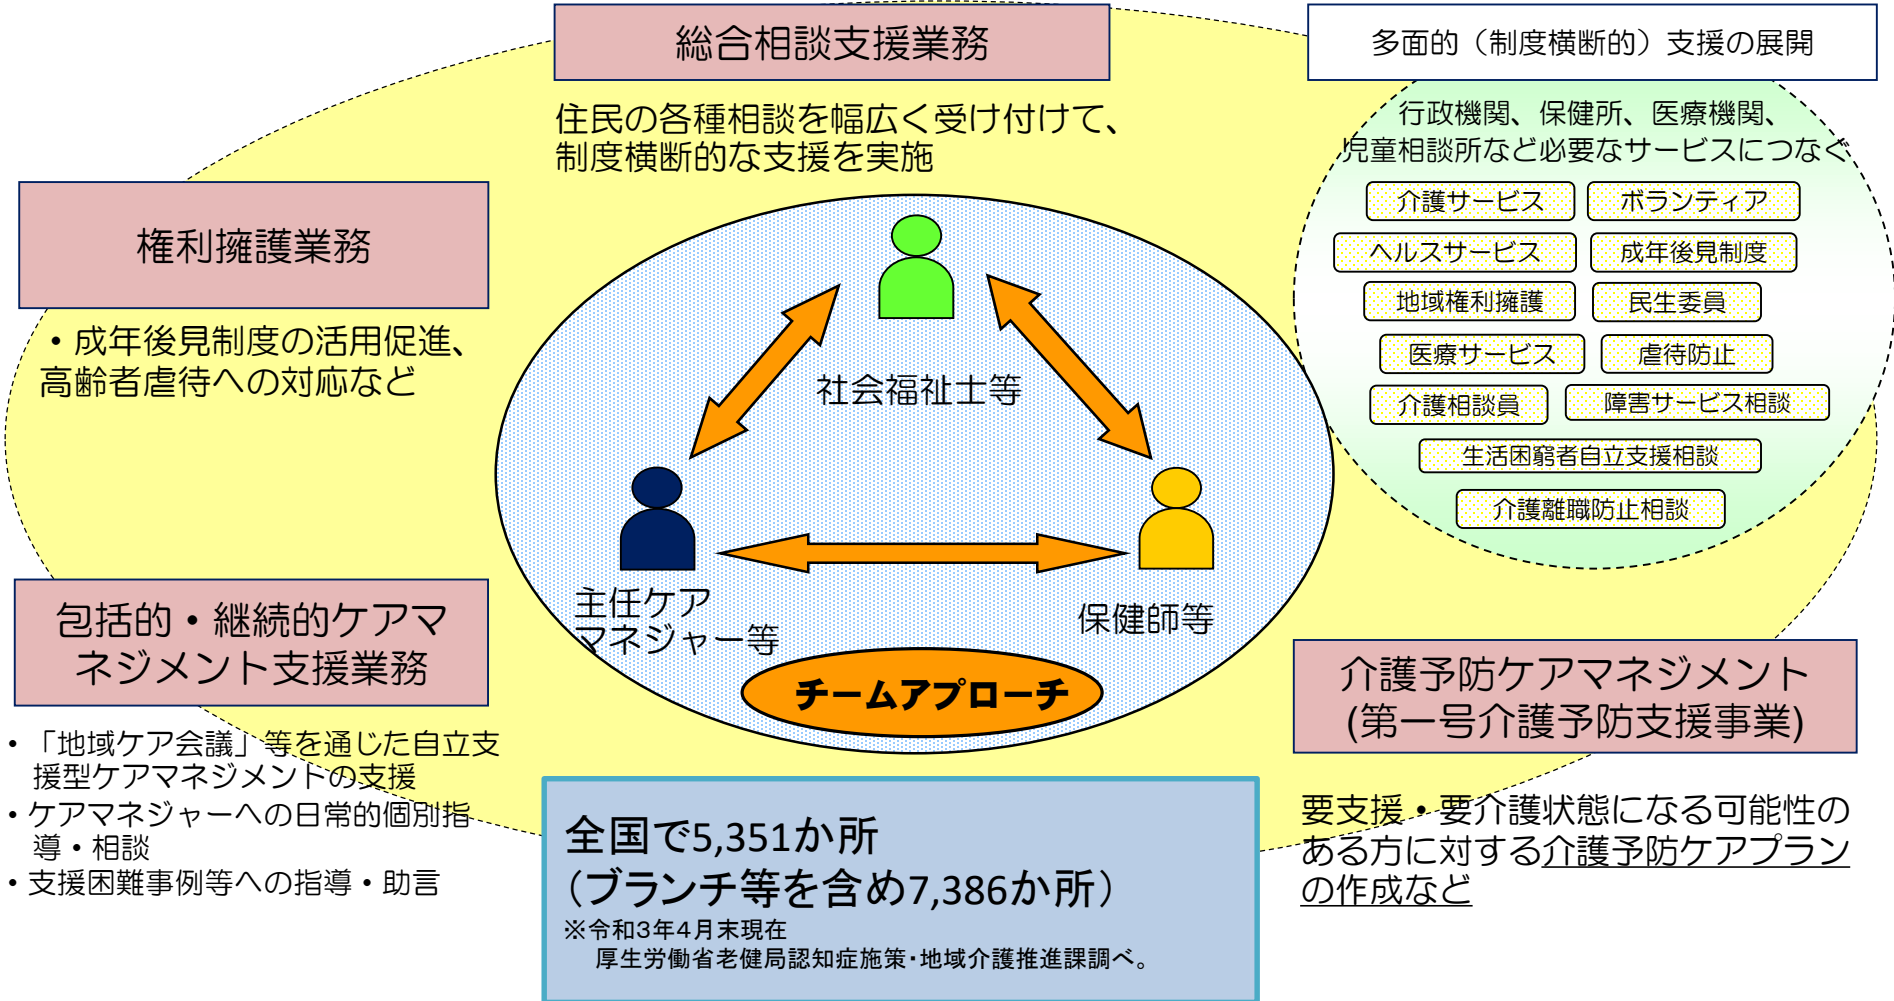 総合相談支援業務
住民の各種相談を幅広く受け付けて、
制度横断的な支援を実施
多面的（制度横断的）支援の展開
行政機関、保健所、医療機関、
児童相談所など必要なサービスにつなぐ
介護サービス
ボランティア
ヘルスサービス
成年後見制度
地域権利擁護
民生委員
医療サービス
虐待防止
介護相談員
障害サービス相談
生活困窮者自立支援相談
介護離職防止相談
権利擁護業務
・成年後見制度の活用促進、
高齢者虐待への対応など
社会福祉士等
主任ケア
マネジャー等
保健師等
チームアプローチ
包括的・継続的ケアマ
ネジメント支援業務
・「地域ケア会議」等を通じた自立支
援型ケアマネジメントの支援
・ケアマネジャーへの日常的個別指
導・相談
・支援困難事例等への指導・助言
全国で5,351か所
（ブランチ等を含め7,386か所）
※令和3年4月末現在
厚生労働省老健局認知症施策・地域介護推進課調べ。
介護予防ケアマネジメント
(第一号介護予防支援事業)
要支援・要介護状態になる可能性の
ある方に対する介護予防ケアプラン
の作成など